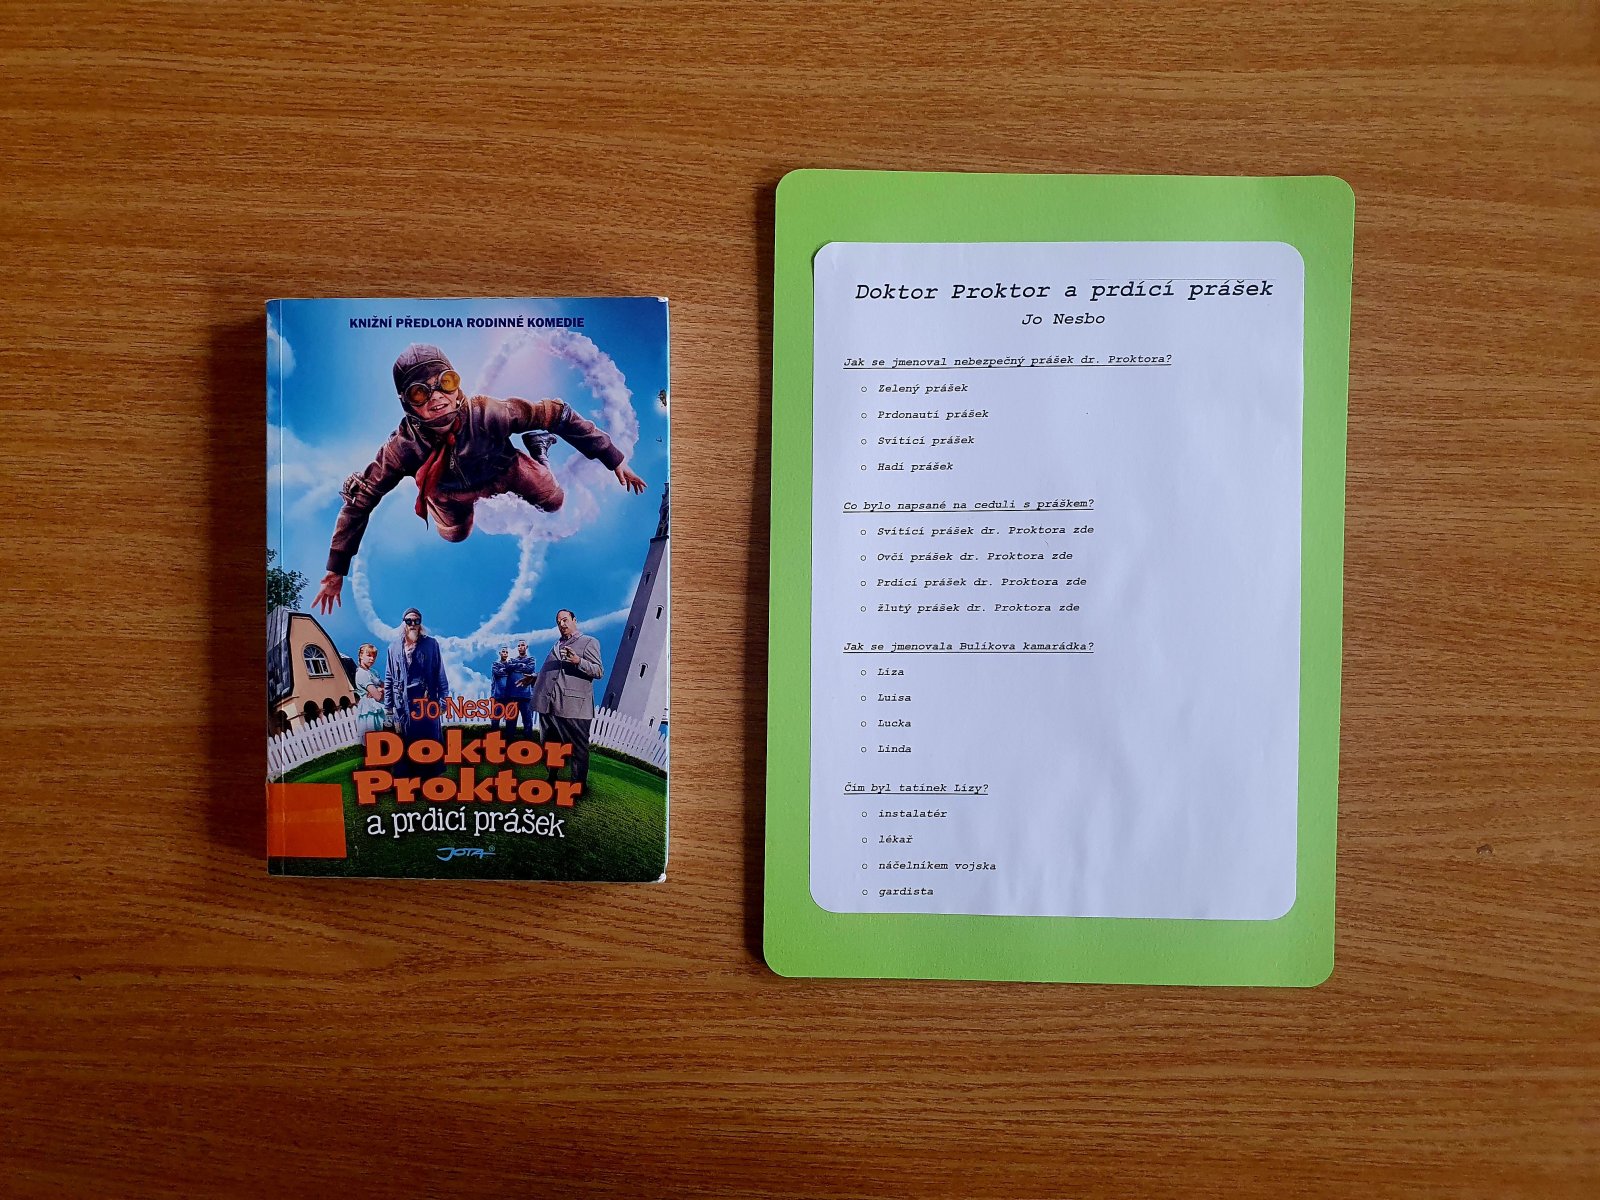 KNIŽNÍ PŘEDLOHA RODINNÉ KOMEDIE
Jo Nesbø
Doktor
Proktor
a prdicí prášek
JOTA®
Doktor Proktor a prdící prášek
Jo Nesbo
Jak se jmenoval nebezpečný prášek dr. Proktora?
o Zelený prášek
o Prdonautí prášek
o Svítící prášek
o Hadí prášek
Co bylo napsané na ceduli s práškem?
o Svítící prášek dr. Proktora zde
o Ovčí prášek dr. Proktora zde
o Prdící prášek dr. Proktora zde
o žlutý prášek dr. Proktora zde
Jak se jmenovala Bulíkova kamarádka?
o Líza
o Luisa
o Lucka
o Linda
Čím byl tatínek Lízy?
o instalatér
o lékař
o náčelníkem vojska
o gardista